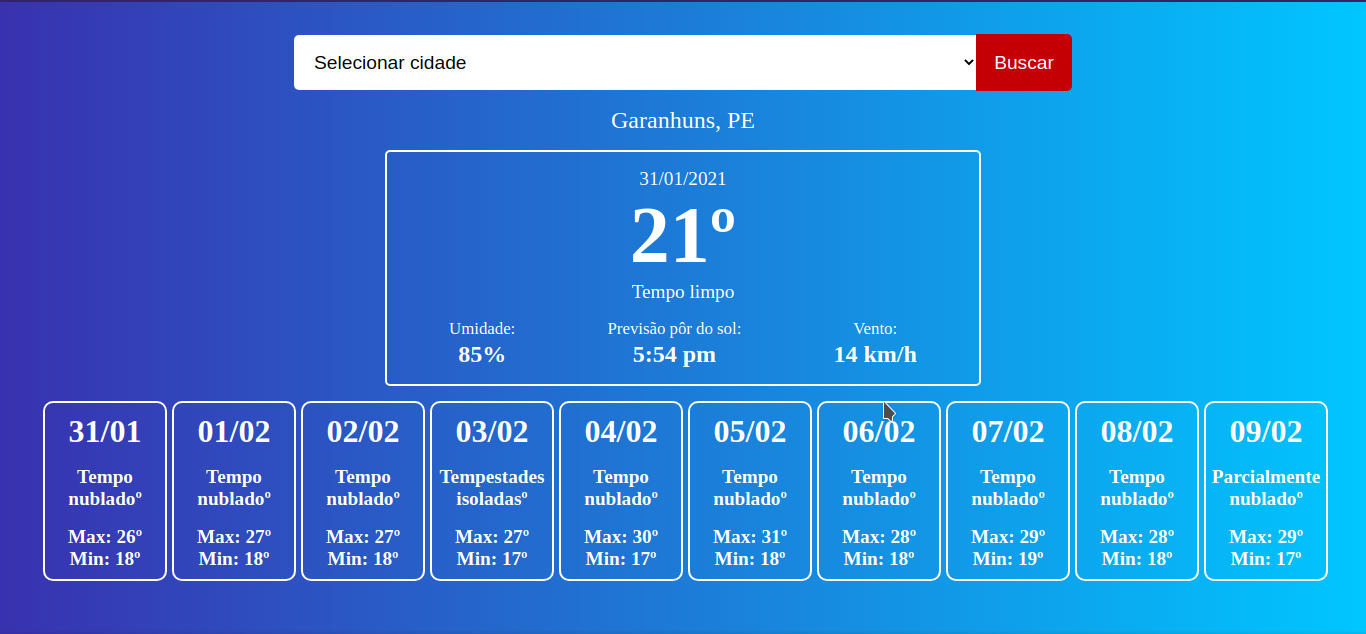 Selecionar cidade
Buscar
Garanhuns, PE
31/01/2021
21º
Tempo limpo
Umidade:
85%
Previsão pôr do sol:
5:54 pm
Vento:
14 km/h
31/01
Tempo
nubladoº
Max: 26º
Min: 18º
01/02
Tempo
nubladoº
Max: 27º
Min: 18º
02/02
Tempo
nubladoº
Max: 27º
Min: 18º
03/02
Tempestades
isoladasº
Max: 27º
Min: 17º
04/02
Tempo
nubladoº
Max: 30º
Min: 17º
05/02
Tempo
nubladoº
Max: 31º
Min: 18º
06/02
Tempo
nubladoº
Max: 28º
Min: 18º
07/02
Tempo
nubladoº
Max: 29º
Min: 19º
08/02
Tempo
nubladoº
Max: 28º
Min: 18º
09/02
Parcialmente
nubladoº
Max: 29º
Min: 17º